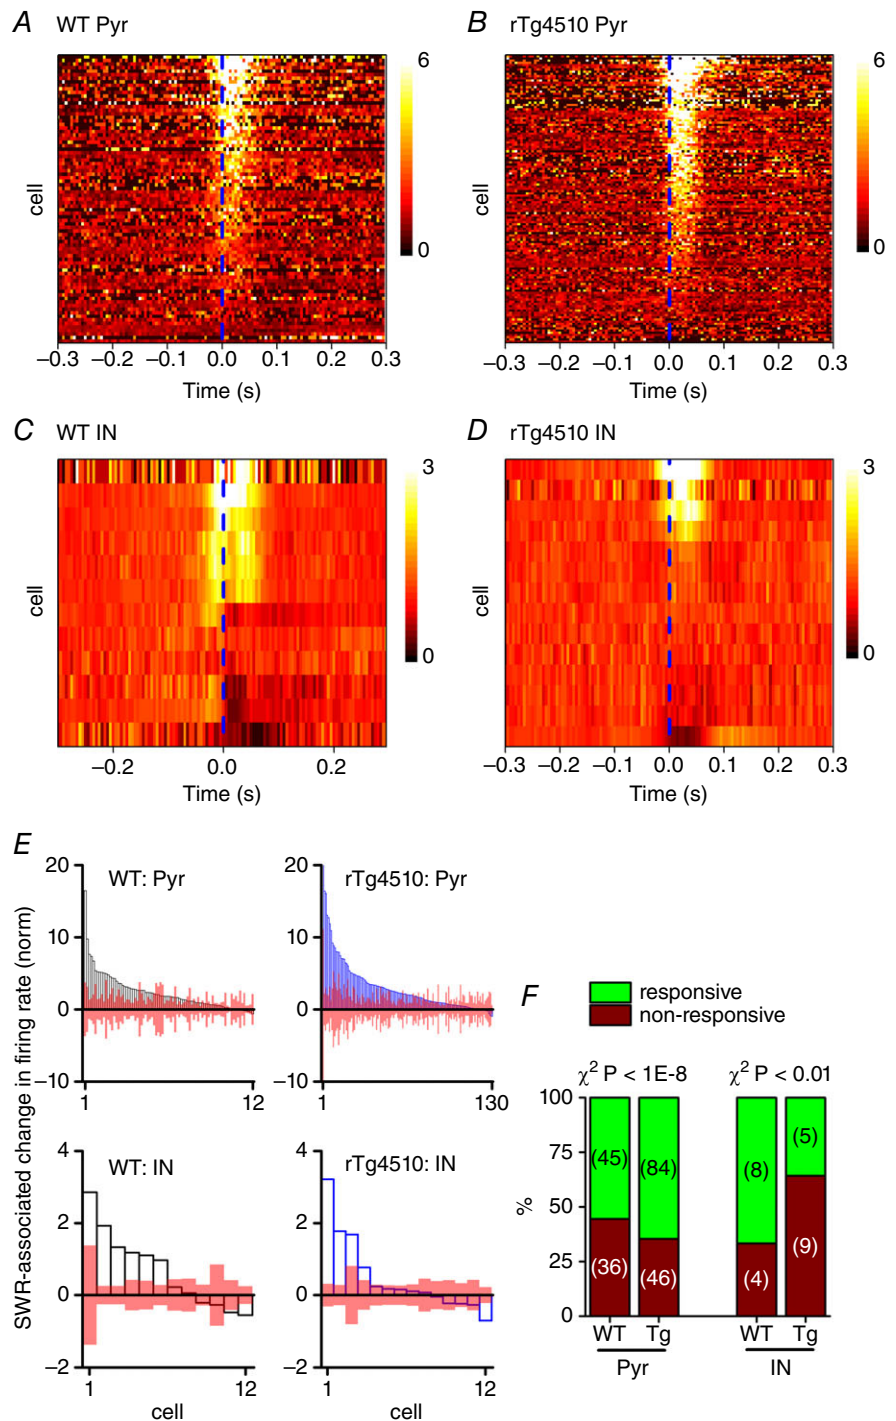 A WT Pyr
6
0
cell
−0.3 −0.2 −0.1 0.0 0.1 0.2 0.3
Time (s)
B rTg4510 Pyr
6
0
cell
−0.3 −0.2 −0.1 0.0 0.1 0.2 0.3
Time (s)
C WT IN
3
0
−0.2 0.0 0.2
Time (s)
D rTg4510 IN
3
0
cell
−0.3 −0.2 −0.1 0.0 0.1 0.2 0.3
Time (s)
E
SWR-associated change in firing rate (norm)
WT: Pyr
20
10
0
−10
1 12
rTg4510: Pyr
20
10
0
−10
1 130
WT: IN
4
2
0
−2
1 12
cell
rTg4510: IN
4
2
0
−2
1 12
cell
F
responsive
non-responsive
χ2 P < 1E-8 χ2 P < 0.01
100
75
50
25
0
%
(45) (84) (8) (5)
(36) (46) (4) (9)
WT Tg WT Tg
Pyr IN